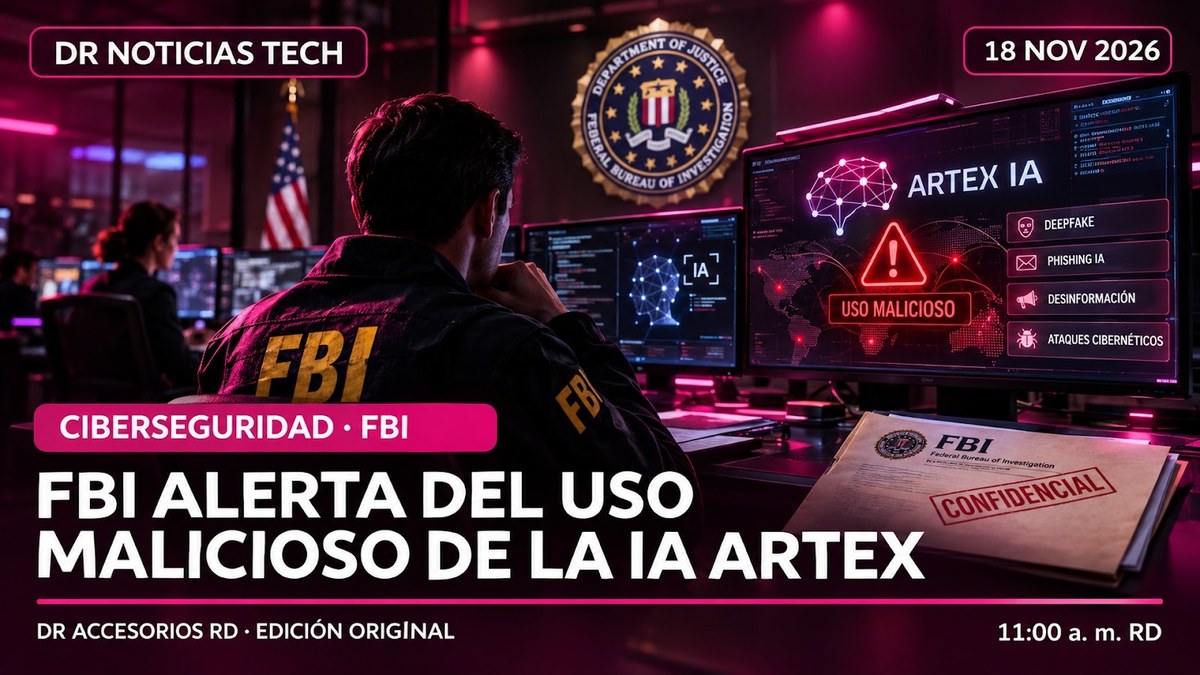 DR NOTICIAS TECH
18 NOV 2026
DEPARTMENT OF JUSTICE
FEDERAL BUREAU OF INVESTIGATION
ARTEX IA
IA
USO MALICIOSO
DEEPFAKE
PHISHING IA
DESINFORMACIÓN
ATAQUES CIBERNÉTICOS
FBI
FBI
FBI
Federal Bureau of Investigation
CONFIDENCIAL
CIBERSEGURIDAD · FBI
FBI ALERTA DEL USO
MALICIOSO DE LA IA ARTEX
DR ACCESORIOS RD · EDICIÓN ORIGINAL
11:00 a. m. RD